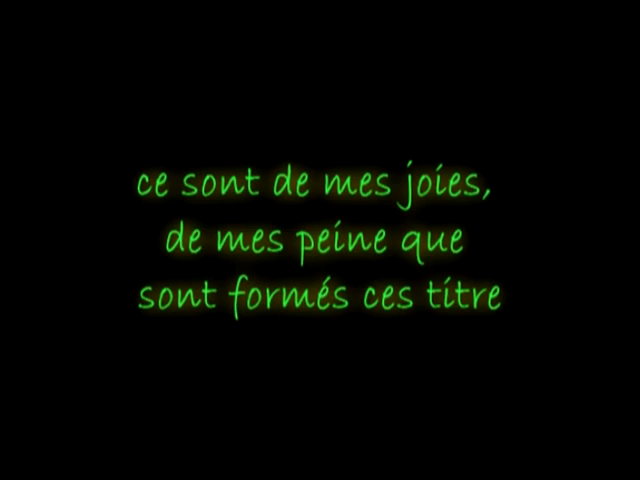 ce sont de mes joies,
de mes peine que
sont formés ces titre